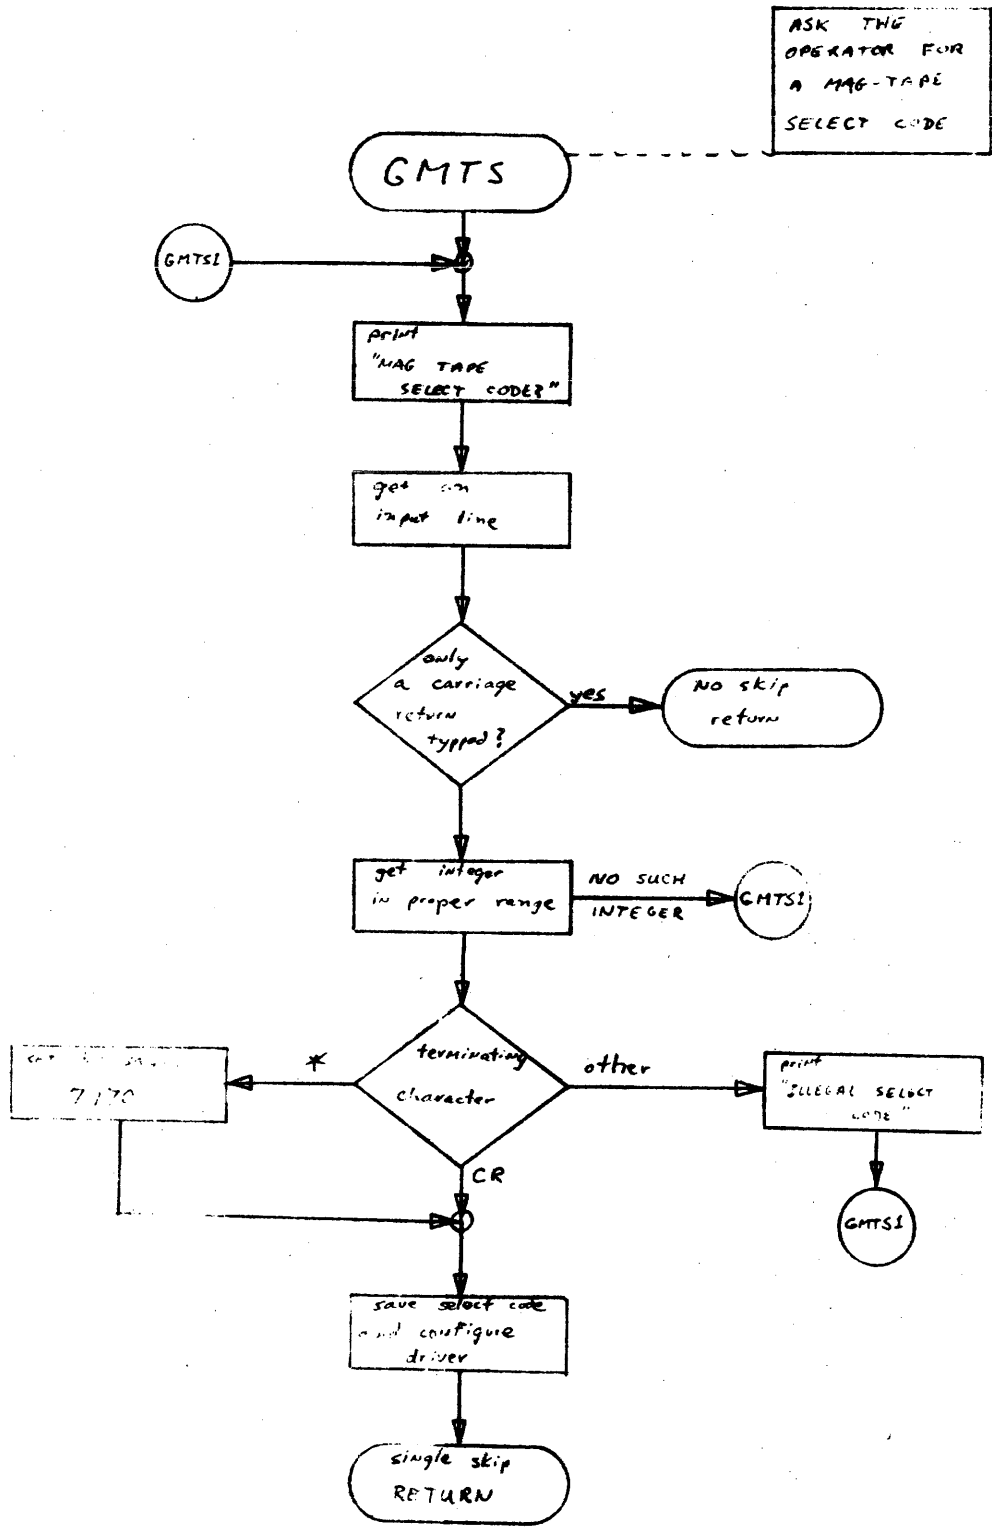 ASK THE
OPERATOR FOR
A MAG-TAPE
SELECT CODE
GMTS
GMTS1
print
"MAG TAPE
SELECT CODE?"
get an
input line
only
a carriage
return
typped?
yes
NO skip
return
get integer
in proper range
NO SUCH
INTEGER
GMTS1
terminating
character
*
other
7970
print
"ILLEGAL SELECT
CODE"
CR
GMTS1
save select code
and configure
driver
single skip
RETURN